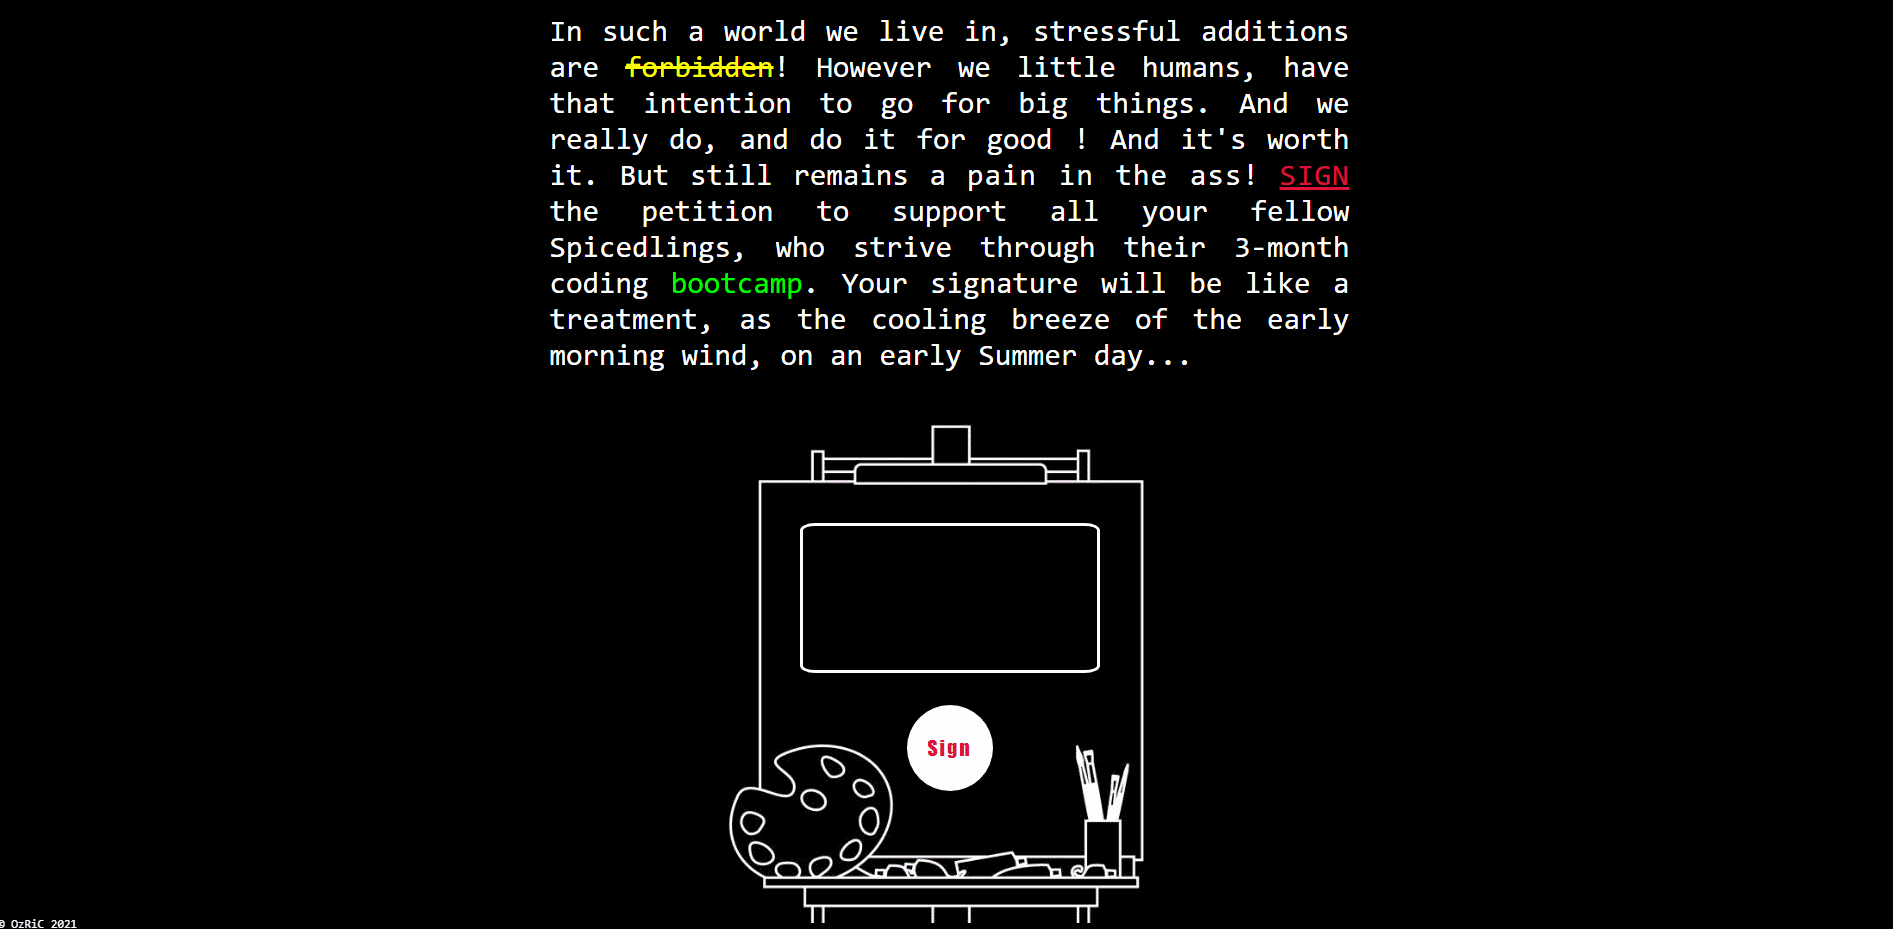 In such a world we live in, stressful additions
are forbidden! However we little humans, have
that intention to go for big things. And we
really do, and do it for good ! And it's worth
it. But still remains a pain in the ass! SIGN
the petition to support all your fellow
Spicedlings, who strive through their 3-month
coding bootcamp. Your signature will be like a
treatment, as the cooling breeze of the early
morning wind, on an early Summer day...
Sign
© OzRiC 2021